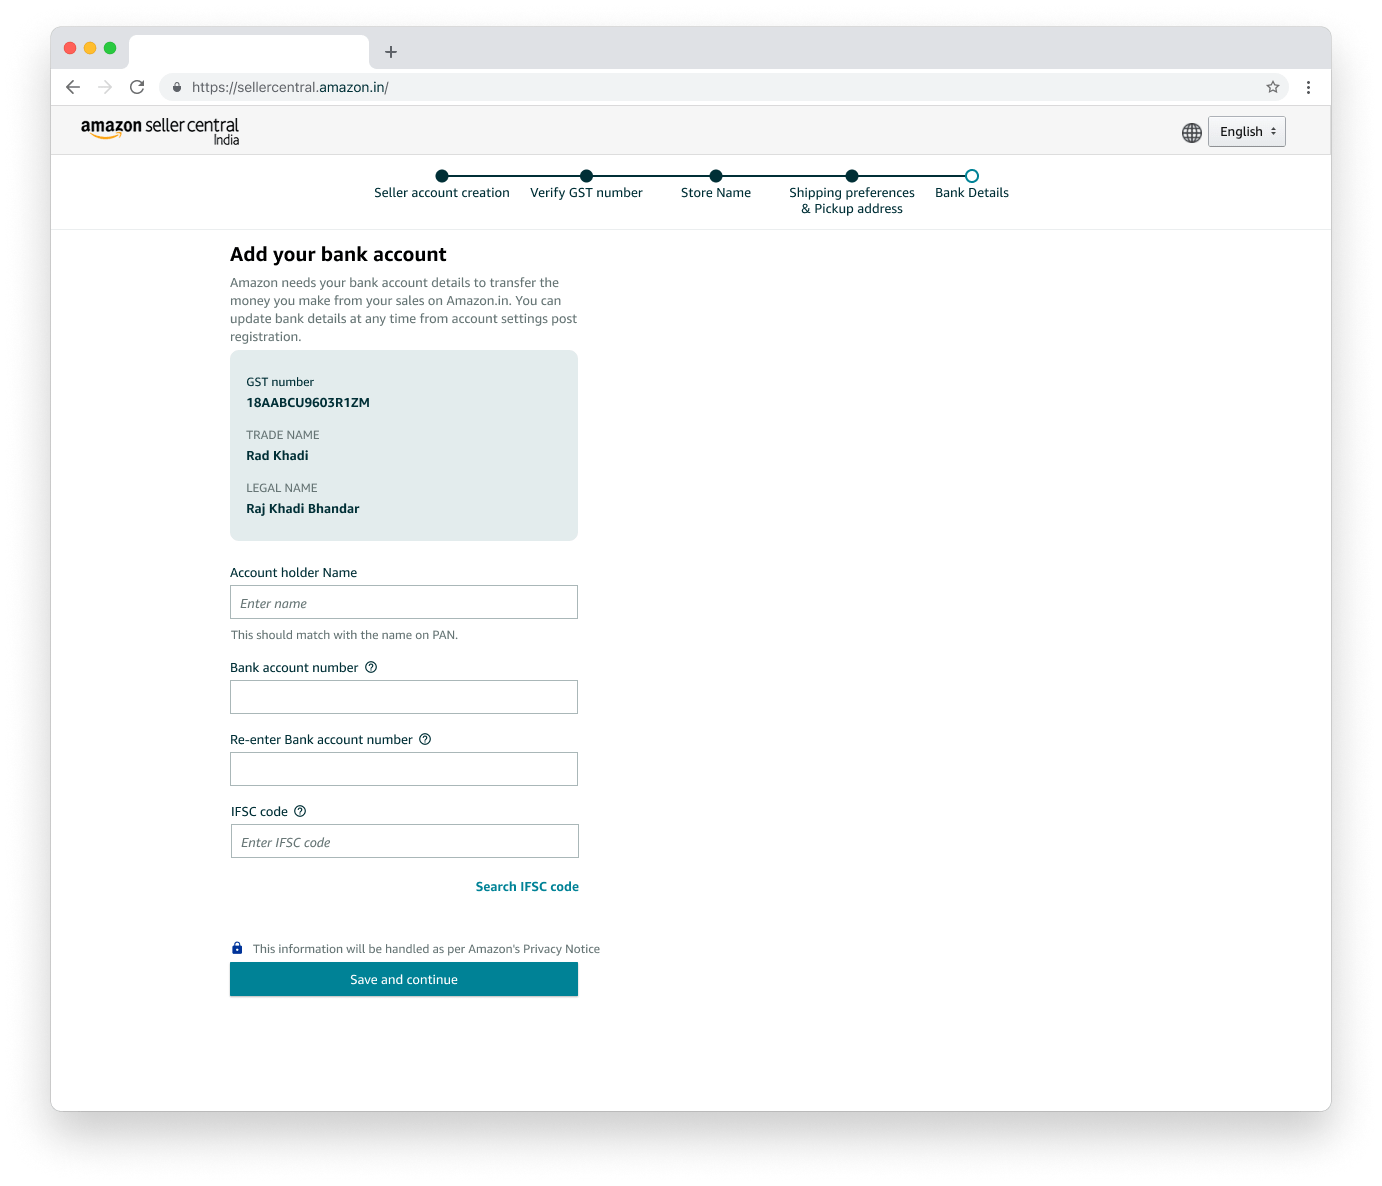 https://sellercentral.amazon.in/
amazon seller central
India
English
Seller account creation
Verify GST number
Store Name
Shipping preferences
& Pickup address
Bank Details
Add your bank account
Amazon needs your bank account details to transfer the
money you make from your sales on Amazon.in. You can
update bank details at any time from account settings post
registration.
GST number
18AABCU9603R1ZM
TRADE NAME
Rad Khadi
LEGAL NAME
Raj Khadi Bhandar
Account holder Name
Enter name
This should match with the name on PAN.
Bank account number
Re-enter Bank account number
IFSC code
Enter IFSC code
Search IFSC code
This information will be handled as per Amazon's Privacy Notice
Save and continue